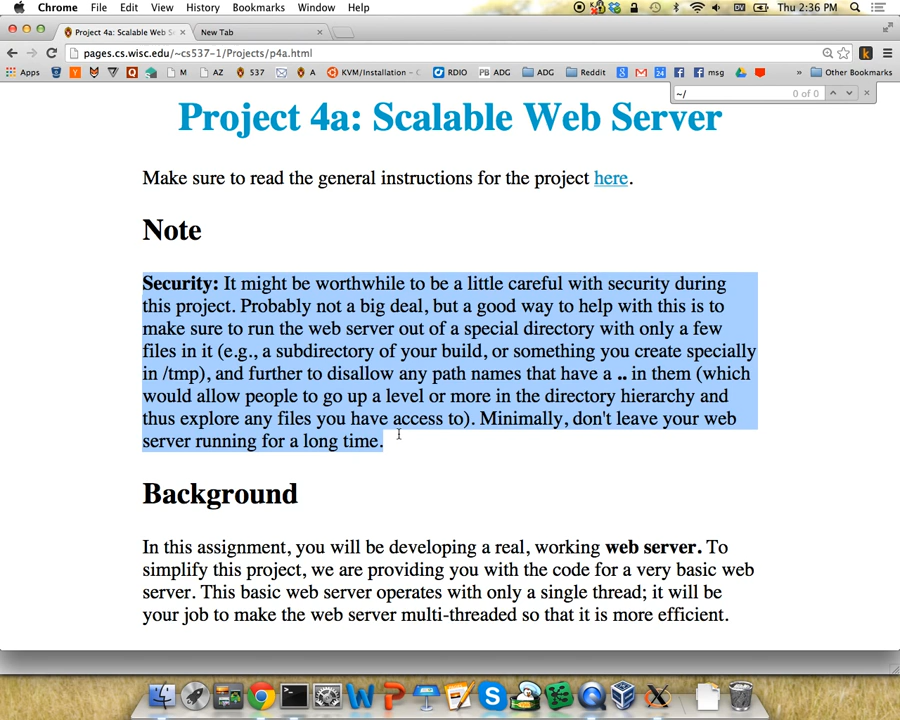 Chrome File Edit View History Bookmarks Window Help Thu 2:36 PM
Project 4a: Scalable Web S
New Tab
pages.cs.wisc.edu/~cs537-1/Projects/p4a.html
Apps M AZ 537 A KVM/Installation - RDIO PB ADG ADG Reddit 24 msg » Other Bookmarks
~/ 0 of 0
Project 4a: Scalable Web Server
Make sure to read the general instructions for the project here.
Note
Security: It might be worthwhile to be a little careful with security during
this project. Probably not a big deal, but a good way to help with this is to
make sure to run the web server out of a special directory with only a few
files in it (e.g., a subdirectory of your build, or something you create specially
in /tmp), and further to disallow any path names that have a .. in them (which
would allow people to go up a level or more in the directory hierarchy and
thus explore any files you have access to). Minimally, don't leave your web
server running for a long time.
Background
In this assignment, you will be developing a real, working web server. To
simplify this project, we are providing you with the code for a very basic web
server. This basic web server operates with only a single thread; it will be
your job to make the web server multi-threaded so that it is more efficient.